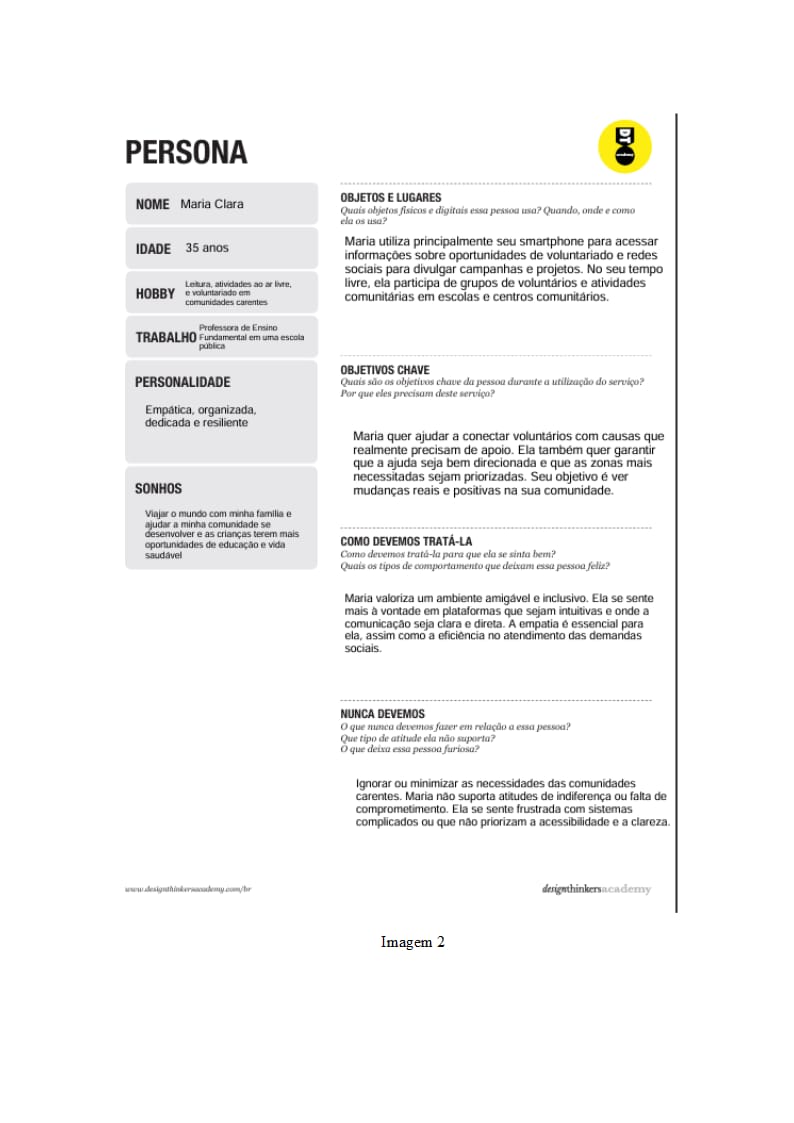 PERSONA
DT
academy
NOME Maria Clara
IDADE 35 anos
HOBBY
Leitura, atividades ao ar livre,
e voluntariado em
comunidades carentes
TRABALHO
Professora de Ensino
Fundamental em uma escola
pública
PERSONALIDADE
Empática, organizada,
dedicada e resiliente
SONHOS
Viajar o mundo com minha família e
ajudar a minha comunidade se
desenvolver e as crianças terem mais
oportunidades de educação e vida
saudável
OBJETOS E LUGARES
Quais objetos físicos e digitais essa pessoa usa? Quando, onde e como
ela os usa?
Maria utiliza principalmente seu smartphone para acessar
informações sobre oportunidades de voluntariado e redes
sociais para divulgar campanhas e projetos. No seu tempo
livre, ela participa de grupos de voluntários e atividades
comunitárias em escolas e centros comunitários.
OBJETIVOS CHAVE
Quais são os objetivos chave da pessoa durante a utilização do serviço?
Por que eles precisam deste serviço?
Maria quer ajudar a conectar voluntários com causas que
realmente precisam de apoio. Ela também quer garantir
que a ajuda seja bem direcionada e que as zonas mais
necessitadas sejam priorizadas. Seu objetivo é ver
mudanças reais e positivas na sua comunidade.
COMO DEVEMOS TRATÁ-LA
Como devemos tratá-la para que ela se sinta bem?
Quais os tipos de comportamento que deixam essa pessoa feliz?
Maria valoriza um ambiente amigável e inclusivo. Ela se sente
mais à vontade em plataformas que sejam intuitivas e onde a
comunicação seja clara e direta. A empatia é essencial para
ela, assim como a eficiência no atendimento das demandas
sociais.
NUNCA DEVEMOS
O que nunca devemos fazer em relação a essa pessoa?
Que tipo de atitude ela não suporta?
O que deixa essa pessoa furiosa?
Ignorar ou minimizar as necessidades das comunidades
carentes. Maria não suporta atitudes de indiferença ou falta de
comprometimento. Ela se sente frustrada com sistemas
complicados ou que não priorizam a acessibilidade e a clareza.
www.designthinkersacademy.com/br
designthinkersacademy
Imagem 2